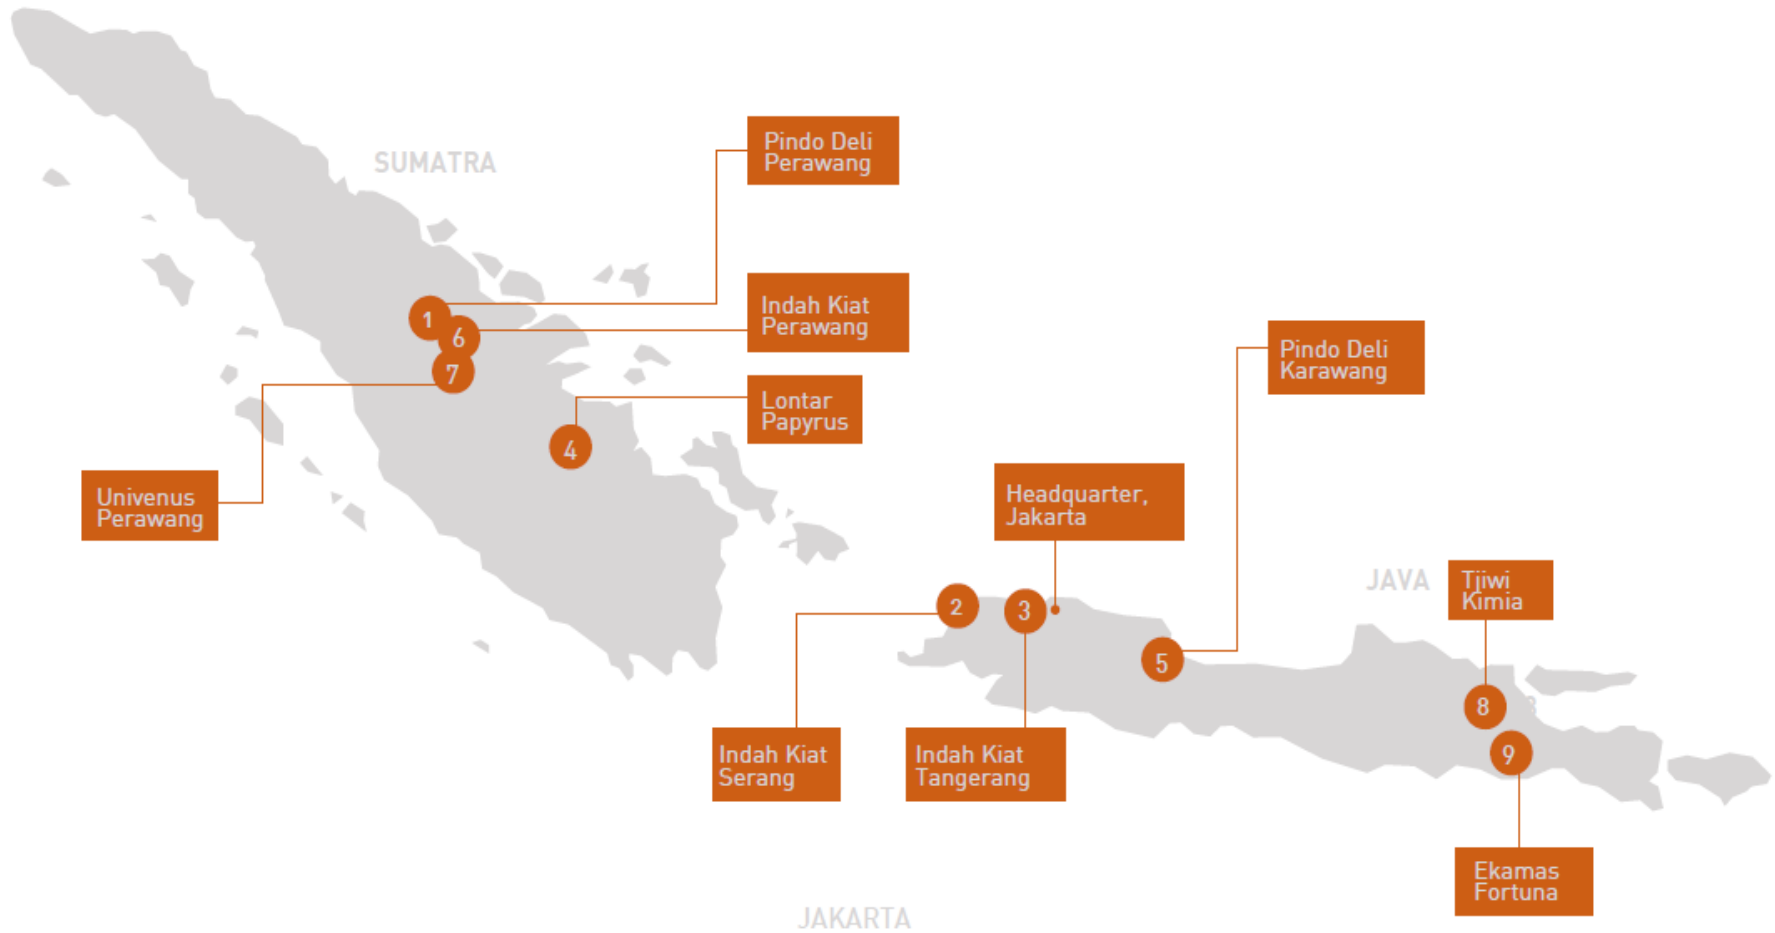 SUMATRA
Pindo Deli
Perawang
1
Indah Kiat
Perawang
6
7
Pindo Deli
Karawang
Lontar
Papyrus
4
Univenus
Perawang
Headquarter,
Jakarta
JAVA
Tjiwi
Kimia
2
3
5
8
3
9
Indah Kiat
Serang
Indah Kiat
Tangerang
Ekamas
Fortuna
JAKARTA